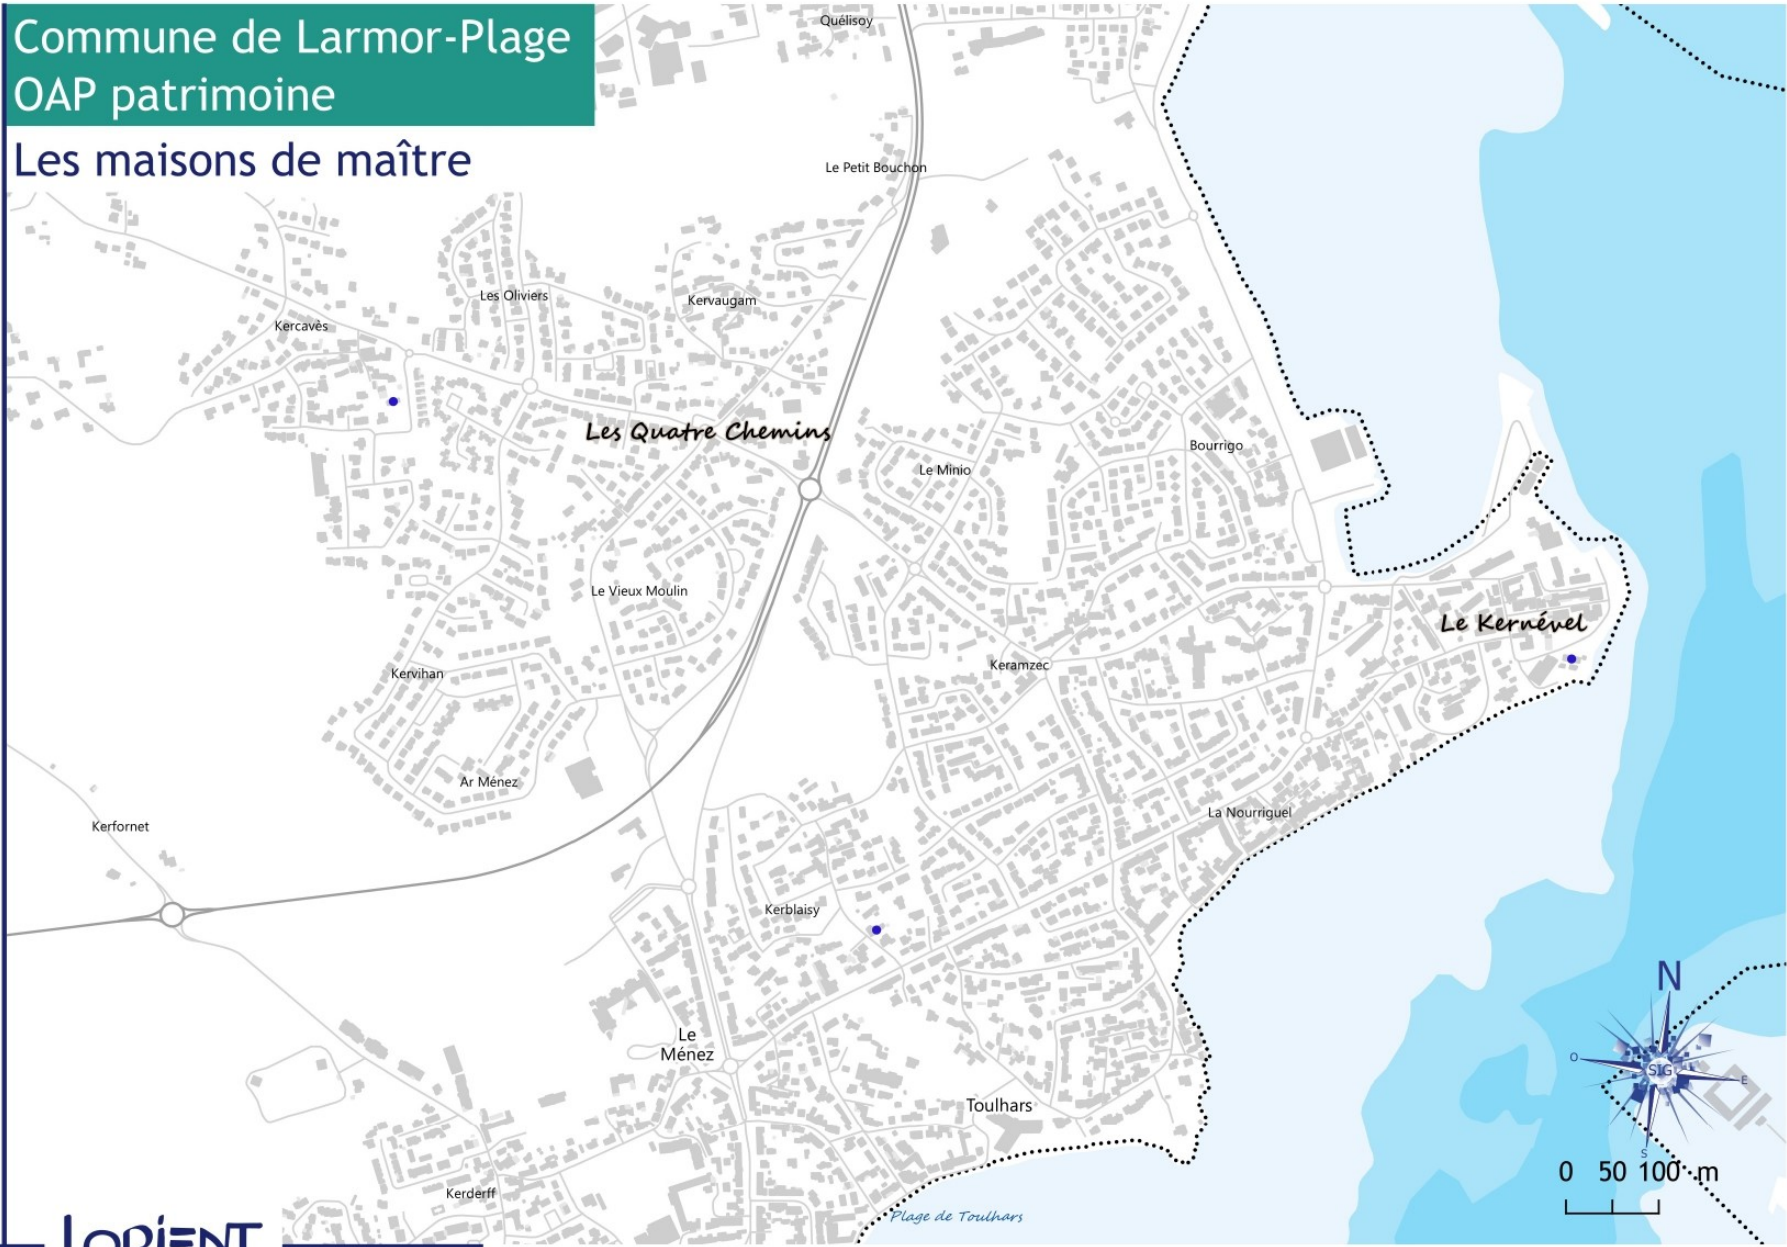 Commune de Larmor-Plage
OAP patrimoine
Les maisons de maître
Quélisoy
Le Petit Bouchon
Les Oliviers
Kervaugam
Kercavès
Les Quatre Chemins
Bourrigo
Le Minio
Le Vieux Moulin
Le Kernével
Keramzec
Kervihan
Ar Ménez
La Nourriguel
Kerfornet
Kerblaisy
N
Le
Ménez
O
SIG
E
Toulhars
S
0 50 100 m
Kerderff
Plage de Toulhars
LORIENT